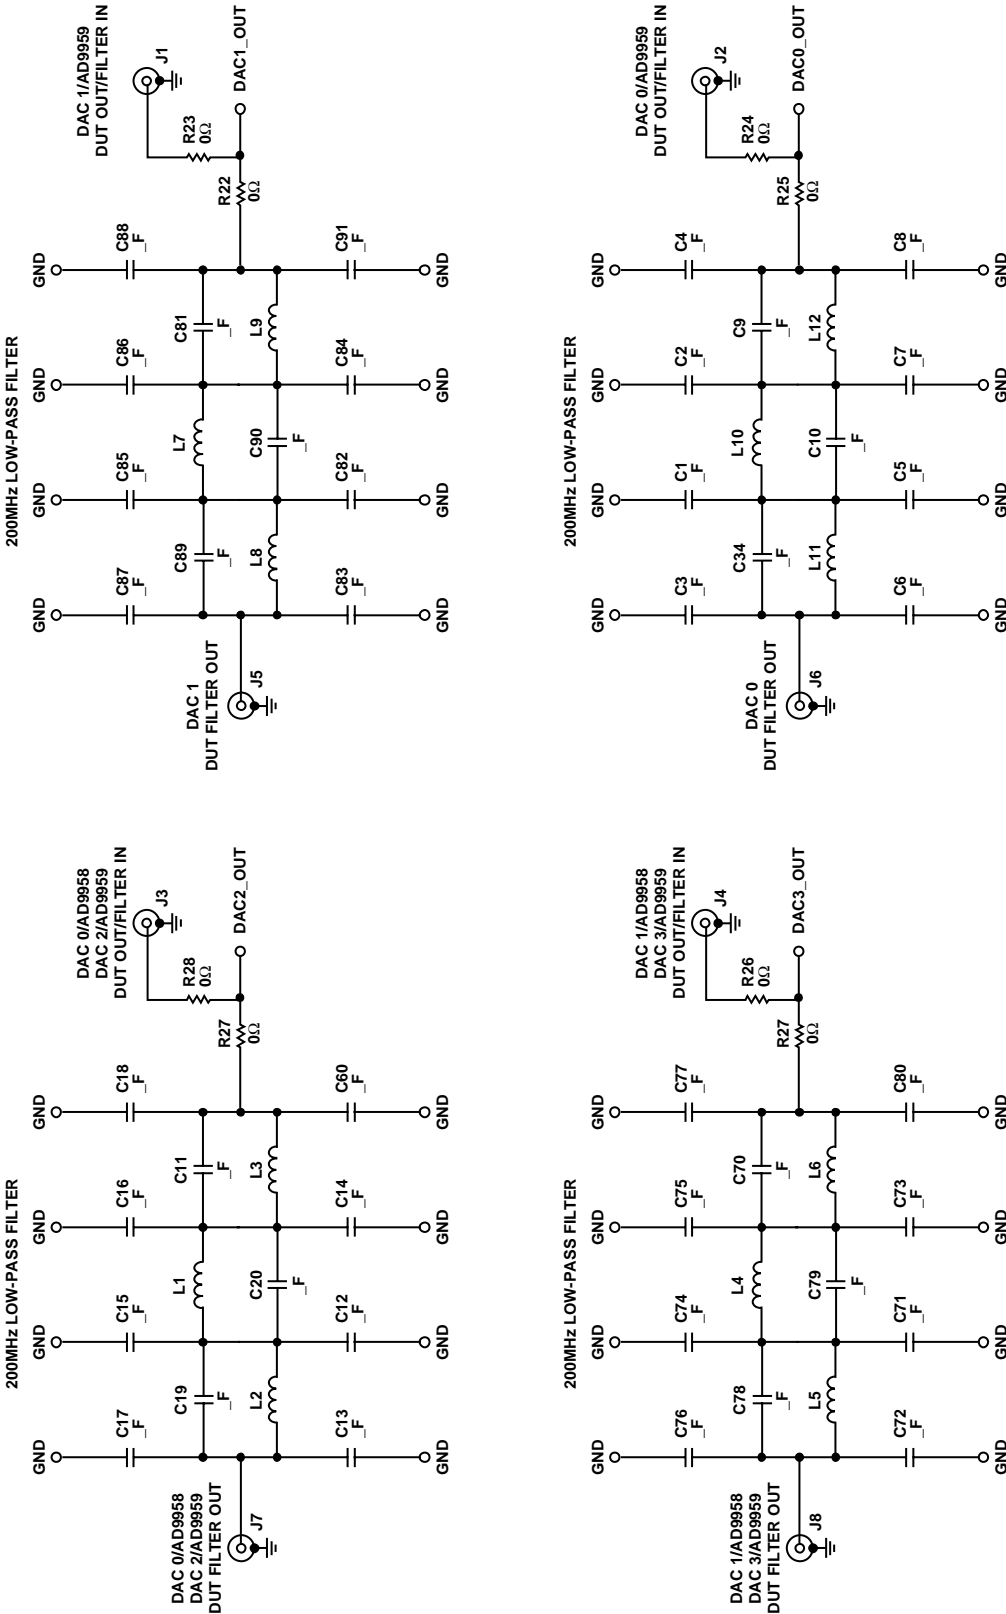 DAC 1/AD9959
DUT OUT/FILTER IN
J1
DAC1_OUT
R23
0Ω
R22
0Ω
200MHz LOW-PASS FILTER
GND
C88
_F
C91
_F
GND
C81
_F
L9
GND
C86
_F
C84
_F
GND
L7
C90
_F
GND
C85
_F
C82
_F
GND
C89
_F
L8
GND
C87
_F
C83
_F
GND
DAC 1
DUT FILTER OUT
J5
DAC 0/AD9959
DUT OUT/FILTER IN
J2
DAC0_OUT
R24
0Ω
R25
0Ω
200MHz LOW-PASS FILTER
GND
C4
_F
C8
_F
GND
C9
_F
L12
GND
C2
_F
C7
_F
GND
L10
C10
_F
GND
C1
_F
C5
_F
GND
C34
_F
L11
GND
C3
_F
C6
_F
GND
DAC 0
DUT FILTER OUT
J6
DAC 0/AD9958
DAC 2/AD9959
DUT OUT/FILTER IN
J3
DAC2_OUT
R28
0Ω
R27
0Ω
200MHz LOW-PASS FILTER
GND
C18
_F
C60
_F
GND
C11
_F
L3
GND
C16
_F
C14
_F
GND
L1
C20
_F
GND
C15
_F
C12
_F
GND
C19
_F
L2
GND
C17
_F
C13
_F
GND
DAC 0/AD9958
DAC 2/AD9959
DUT FILTER OUT
J7
DAC 1/AD9958
DAC 3/AD9959
DUT OUT/FILTER IN
J4
DAC3_OUT
R26
0Ω
R27
0Ω
200MHz LOW-PASS FILTER
GND
C77
_F
C80
_F
GND
C70
_F
L6
GND
C75
_F
C73
_F
GND
L4
C79
_F
GND
C74
_F
C71
_F
GND
C78
_F
L5
GND
C76
_F
C72
_F
GND
DAC 1/AD9958
DAC 3/AD9959
DUT FILTER OUT
J8